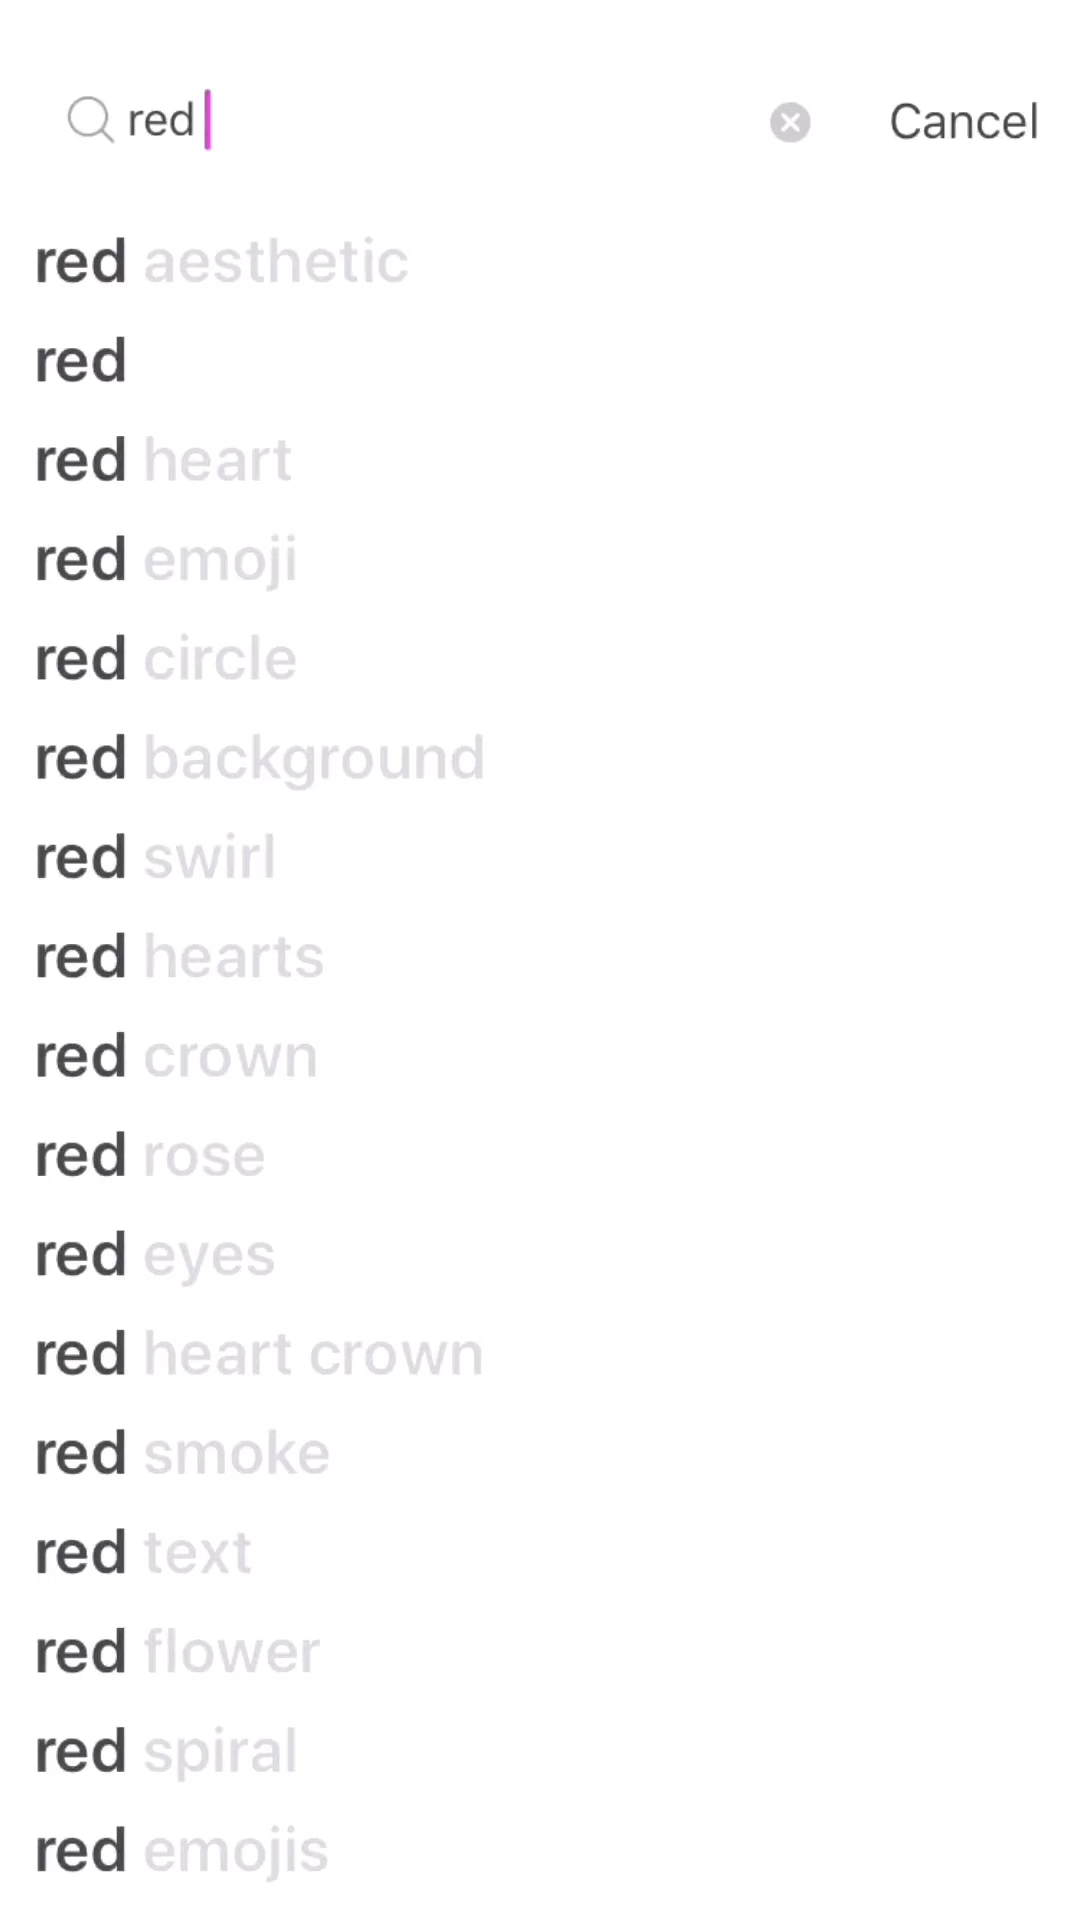 red
Cancel
red aesthetic
red
red heart
red emoji
red circle
red background
red swirl
red hearts
red crown
red rose
red eyes
red heart crown
red smoke
red text
red flower
red spiral
red emojis